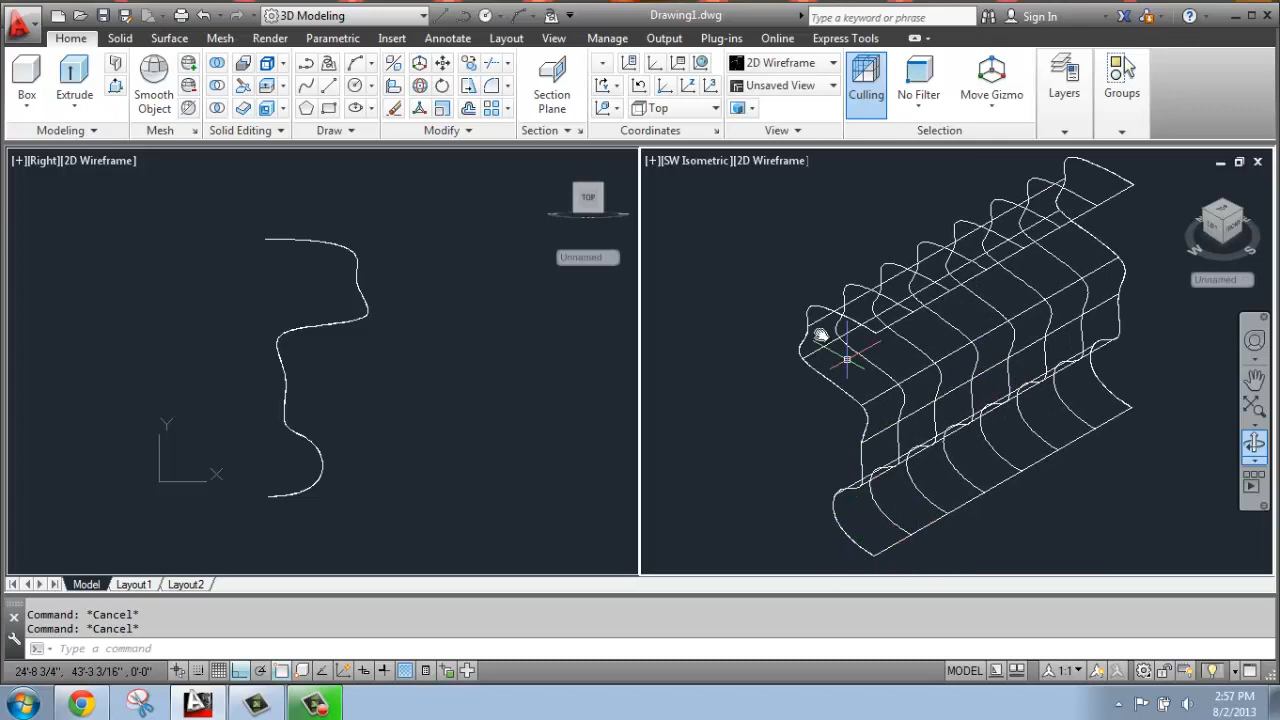 3D Modeling
Drawing1.dwg
Type a keyword or phrase
Sign In
Home Solid Surface Mesh Render Parametric Insert Annotate Layout View Manage Output Plug-ins Online Express Tools
Box
Extrude
Smooth
Object
Section
Plane
2D Wireframe
Unsaved View
Top
Culling
No Filter
Move Gizmo
Layers
Groups
Modeling
Mesh
Solid Editing
Draw
Modify
Section
Coordinates
View
Selection
[+][Right][2D Wireframe]
TOP
Unnamed
Y
X
[+][SW Isometric][2D Wireframe]
W
S
Unnamed
Model Layout1 Layout2
Command: *Cancel*
Command: *Cancel*
Type a command
24'-8 3/4", 43'-3 3/16", 0'-0"
MODEL
1:1
2:57 PM
8/2/2013